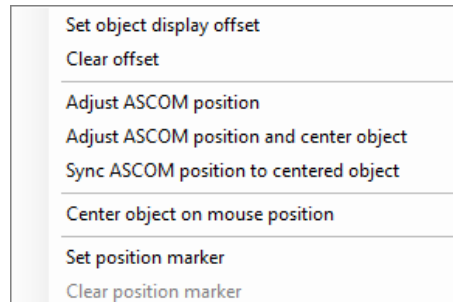 Set object display offset
Clear offset
Adjust ASCOM position
Adjust ASCOM position and center object
Sync ASCOM position to centered object
Center object on mouse position
Set position marker
Clear position marker